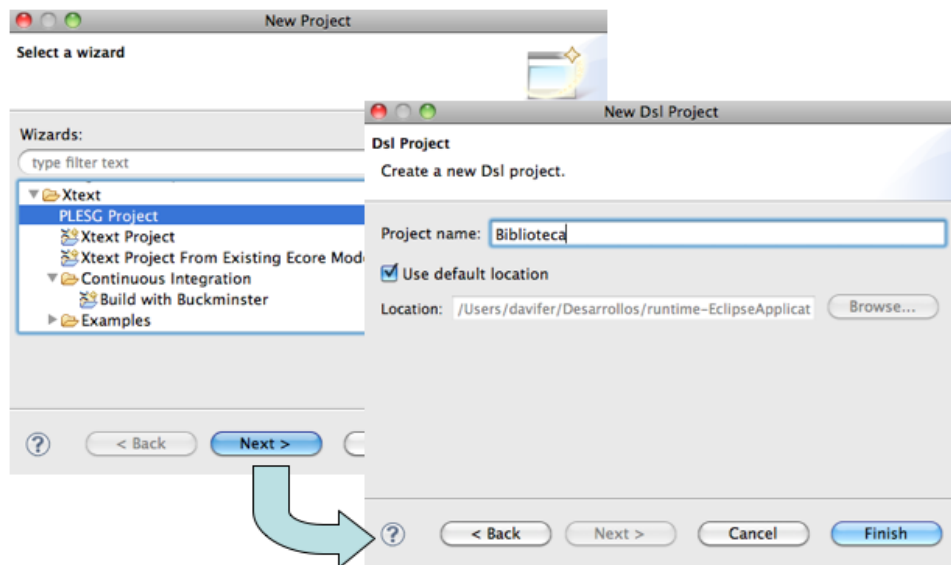 New Project
Select a wizard
Wizards:
type filter text
Xtext
PLESG Project
Xtext Project
Xtext Project From Existing Ecore Mod
Continuous Integration
Build with Buckminster
Examples
< Back
Next >
New Dsl Project
Dsl Project
Create a new Dsl project.
Project name: Biblioteca
Use default location
Location: /Users/davifer/Desarrollos/runtime-EclipseApplicat Browse...
? < Back Next > Cancel Finish